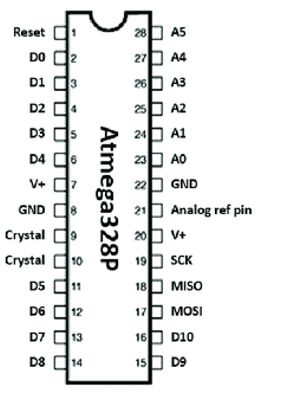 Reset 1 28 A5
D0 2 27 A4
D1 3 26 A3
D2 4 25 A2
D3 5 24 A1
D4 6 23 A0
V+ 7 22 GND
GND 8 21 Analog ref pin
Crystal 9 20 V+
Crystal 10 19 SCK
D5 11 18 MISO
D6 12 17 MOSI
D7 13 16 D10
D8 14 15 D9
Atmega328P